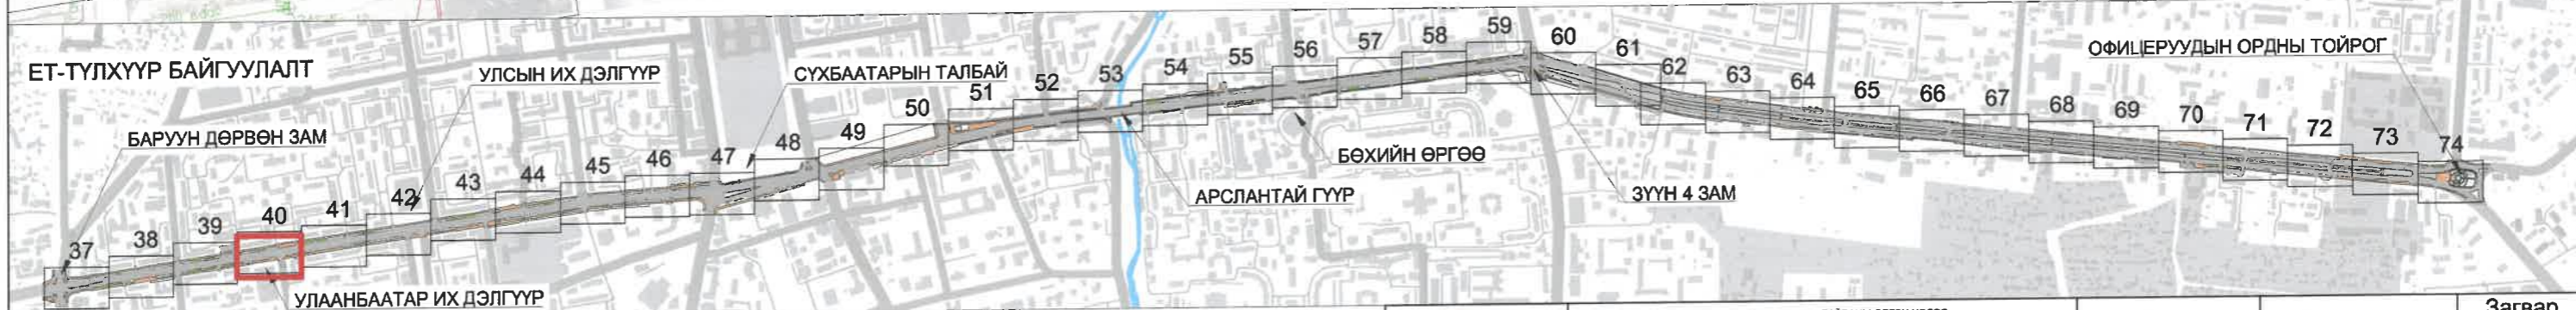 ЕТ-ТҮЛХҮҮР БАЙГУУЛАЛТ
БАРУУН ДӨРВӨН ЗАМ
УЛСЫН ИХ ДЭЛГҮҮР
СҮХБААТАРЫН ТАЛБАЙ
ОФИЦЕРУУДЫН ОРДНЫ ТОЙРОГ
БӨХИЙН ӨРГӨӨ
АРСЛАНТАЙ ГҮҮР
ЗҮҮН 4 ЗАМ
УЛААНБААТАР ИХ ДЭЛГҮҮР
37 38 39 40 41 42 43 44 45 46 47 48 49 50 51 52 53 54 55 56 57 58 59 60 61 62 63 64 65 66 67 68 69 70 71 72 73 74
Загвар